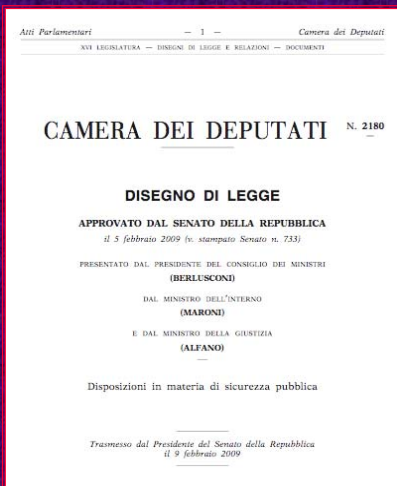 Atti Parlamentari — 1 — Camera dei Deputati
XVI LEGISLATURA — DISEGNI DI LEGGE E RELAZIONI — DOCUMENTI
CAMERA DEI DEPUTATI N. 2180
DISEGNO DI LEGGE
APPROVATO DAL SENATO DELLA REPUBBLICA
il 5 febbraio 2009 (v. stampato Senato n. 733)
PRESENTATO DAL PRESIDENTE DEL CONSIGLIO DEI MINISTRI
(BERLUSCONI)
DAL MINISTRO DELL'INTERNO
(MARONI)
E DAL MINISTRO DELLA GIUSTIZIA
(ALFANO)
Disposizioni in materia di sicurezza pubblica
Trasmesso dal Presidente del Senato della Repubblica
il 9 febbraio 2009